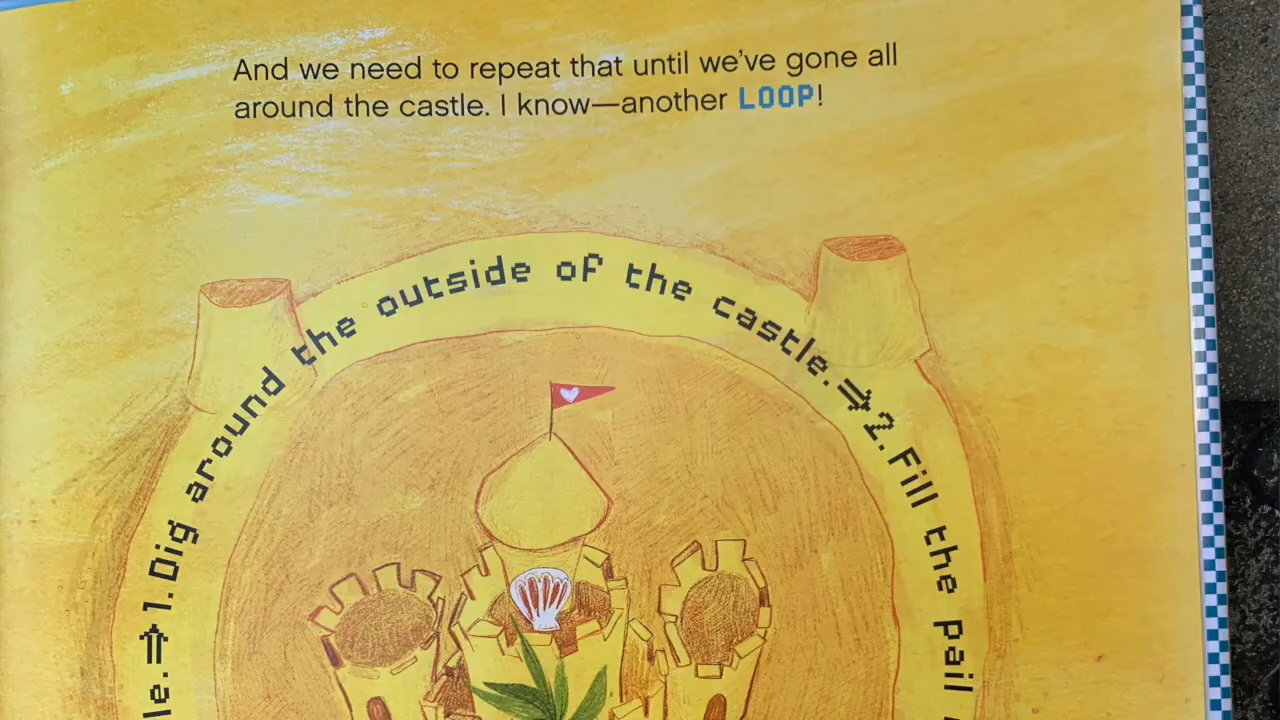 And we need to repeat that until we've gone all
around the castle. I know—another LOOP!
le. ⇒ 1. Dig around the outside of the castle. ⇒ 2. Fill the pail